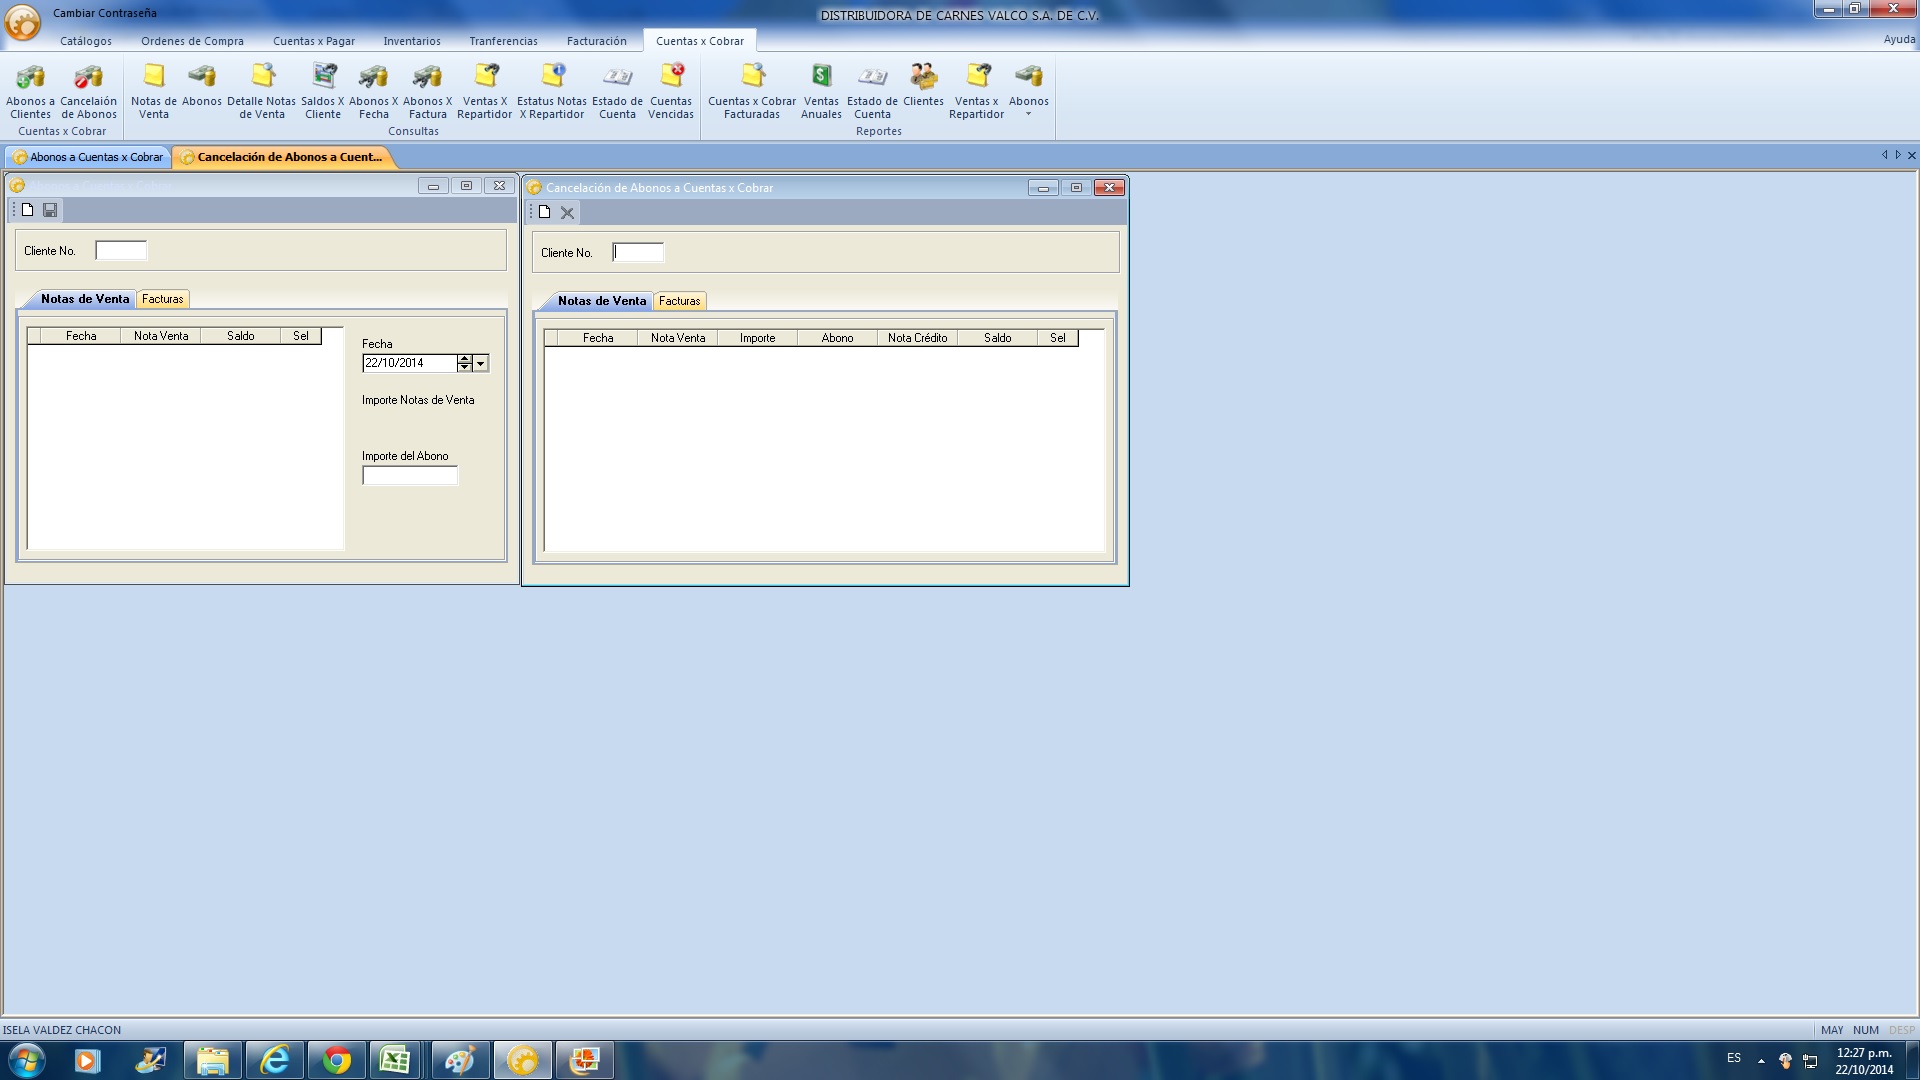 Cambiar Contraseña
DISTRIBUIDORA DE CARNES VALCO S.A. DE C.V.
Catálogos Ordenes de Compra Cuentas x Pagar Inventarios Tranferencias Facturación Cuentas x Cobrar Ayuda
Abonos a Clientes
Cancelaión de Abonos
Notas de Venta
Abonos
Detalle Notas de Venta
Saldos X Cliente
Abonos X Fecha
Abonos X Factura
Ventas X Repartidor
Estatus Notas X Repartidor
Estado de Cuenta
Cuentas Vencidas
Cuentas x Cobrar Facturadas
Ventas Anuales
Estado de Cuenta
Clientes
Ventas x Repartidor
Abonos
Cuentas x Cobrar Consultas Reportes
Abonos a Cuentas x Cobrar Cancelación de Abonos a Cuent...
Cliente No.
Notas de Venta Facturas
Fecha Nota Venta Saldo Sel
Fecha
22/10/2014
Importe Notas de Venta
Importe del Abono
Cancelación de Abonos a Cuentas x Cobrar
Cliente No.
Notas de Venta Facturas
Fecha Nota Venta Importe Abono Nota Crédito Saldo Sel
ISELA VALDEZ CHACON MAY NUM DESP
ES
12:27 p.m.
22/10/2014